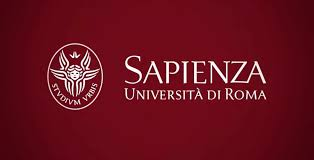 STVDIVM VRBIS
SAPIENZA
UNIVERSITÀ DI ROMA